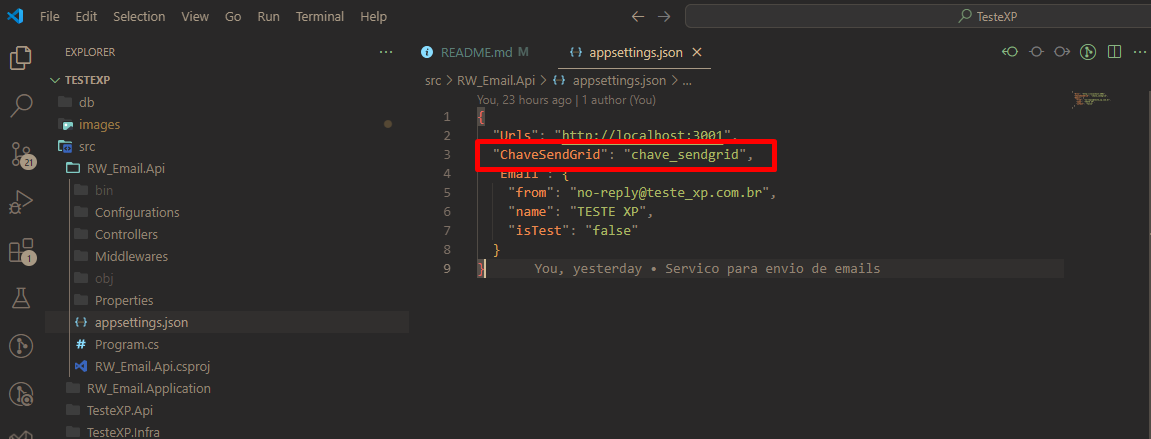 File Edit Selection View Go Run Terminal Help
TesteXP
EXPLORER
TESTEXP
db
images
src
RW_Email.Api
bin
Configurations
Controllers
Middlewares
obj
Properties
appsettings.json
Program.cs
RW_Email.Api.csproj
RW_Email.Application
TesteXP.Api
TesteXP.Infra
21
1
README.md M
appsettings.json
src > RW_Email.Api > appsettings.json > ...
You, 23 hours ago | 1 author (You)
1 {
2 "Urls": "http://localhost:3001",
3 "ChaveSendGrid": "chave_sendgrid",
4 "Email": {
5 "from": "no-reply@teste_xp.com.br",
6 "name": "TESTE XP",
7 "isTest": "false"
8 }
9 } You, yesterday • Servico para envio de emails